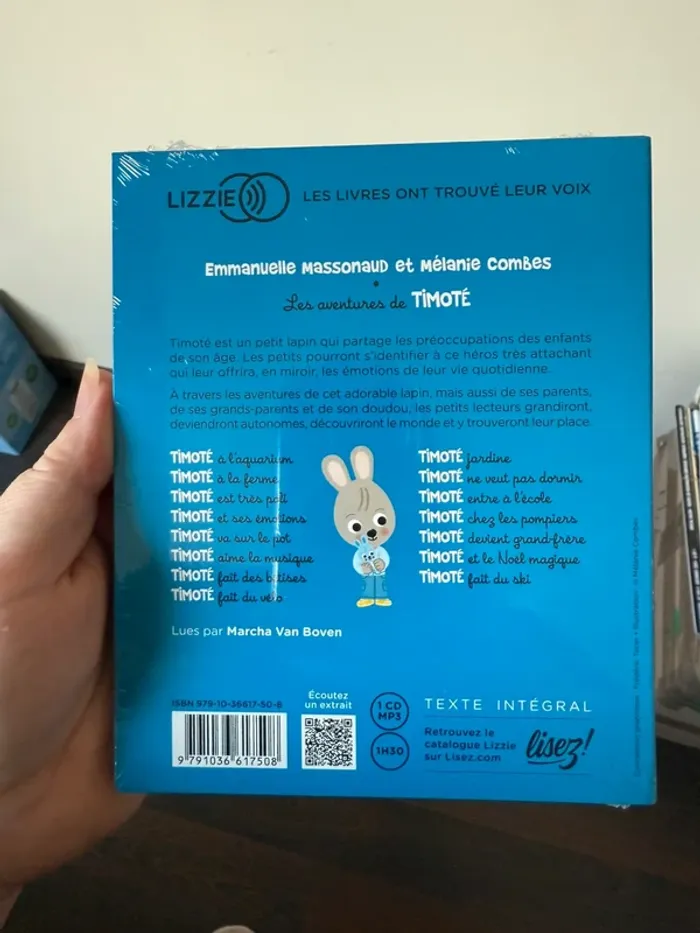 LIZZIE
LES LIVRES ONT TROUVÉ LEUR VOIX
Emmanuelle Massonaud et Mélanie Combes
Les aventures de TIMOTÉ
Timoté est un petit lapin qui partage les préoccupations des enfants
de son âge. Les petits pourront s'identifier à ce héros très attachant
qui leur offrira, en miroir, les émotions de leur vie quotidienne.
À travers les aventures de cet adorable lapin, mais aussi de ses parents,
de ses grands-parents et de son doudou, les petits lecteurs grandiront,
deviendront autonomes, découvriront le monde et y trouveront leur place.
TIMOTÉ à l'aquarium
TIMOTÉ à la ferme
TIMOTÉ est très poli
TIMOTÉ et ses émotions
TIMOTÉ va sur le pot
TIMOTÉ aime la musique
TIMOTÉ fait des bêtises
TIMOTÉ fait du vélo
TIMOTÉ jardine
TIMOTÉ ne veut pas dormir
TIMOTÉ entre à l'école
TIMOTÉ chez les pompiers
TIMOTÉ devient grand-frère
TIMOTÉ et le Noël magique
TIMOTÉ fait du ski
Lues par Marcha Van Boven
ISBN 979-10-36617-50-8
9 791036 617508
Écoutez
un extrait
1 CD
MP3
1H30
TEXTE INTÉGRAL
Retrouvez le
catalogue Lizzie
sur Lisez.com
lisez!